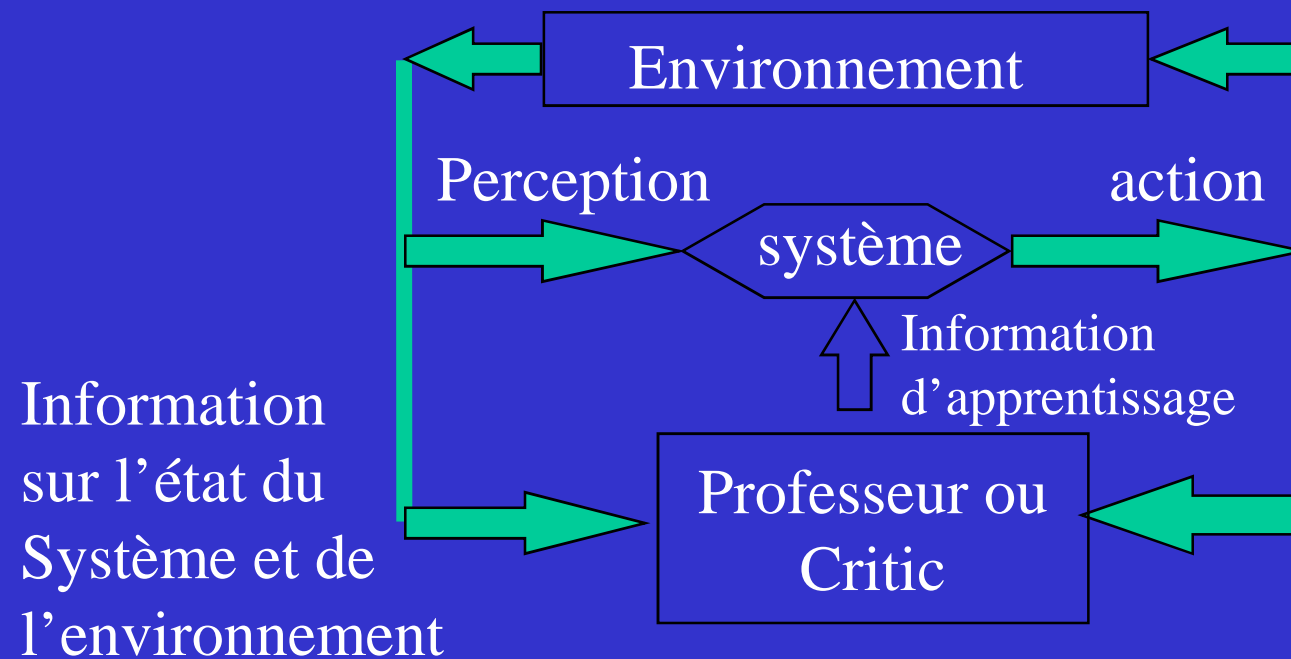 Environnement
Perception
action
système
Information
d’apprentissage
Information
sur l’état du
Système et de
l’environnement
Professeur ou
Critic